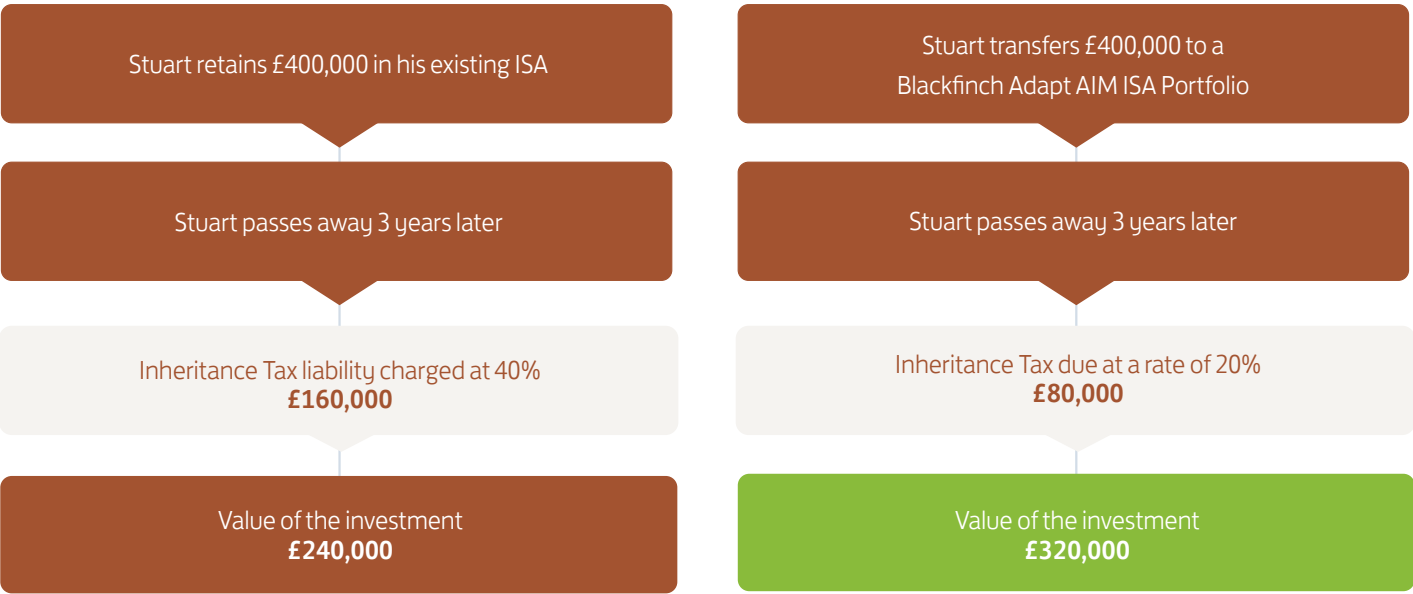 Stuart retains £400,000 in his existing ISA
Stuart passes away 3 years later
Inheritance Tax liability charged at 40%
£160,000
Value of the investment
£240,000
Stuart transfers £400,000 to a
Blackfinch Adapt AIM ISA Portfolio
Stuart passes away 3 years later
Inheritance Tax due at a rate of 20%
£80,000
Value of the investment
£320,000